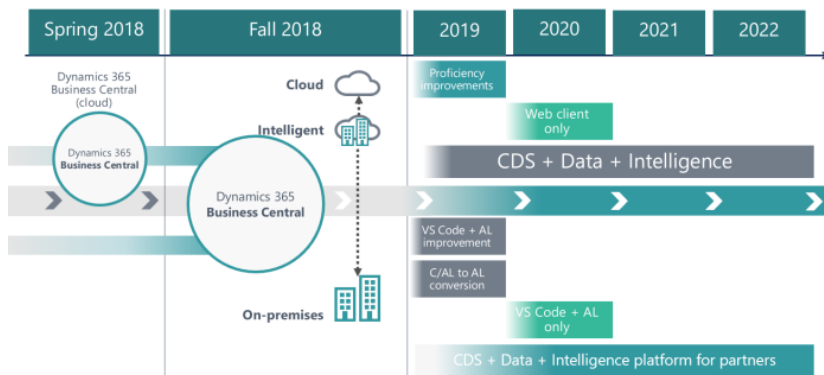 Spring 2018
Fall 2018
2019
2020
2021
2022
Dynamics 365
Business Central
(cloud)
Dynamics 365
Business Central
Dynamics 365
Business Central
Cloud
Intelligent
On-premises
Proficiency
improvements
Web client
only
CDS + Data + Intelligence
VS Code + AL
improvement
C/AL to AL
conversion
VS Code + AL
only
CDS + Data + Intelligence platform for partners